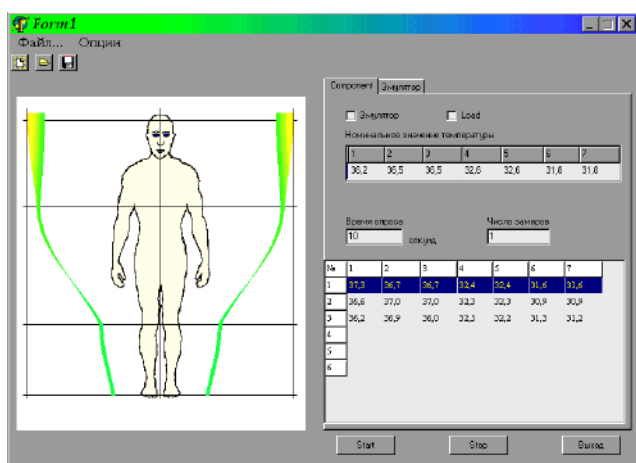 Form1
Файл... Опции
Component Эмулятор
Эмулятор Load
Номинальное значение температуры
1 2 3 4 5 6 7
36,2 36,5 36,5 32,6 32,6 31,8 31,8
Время опроса Число замеров
10 секунд 1
№ 1 2 3 4 5 6 7
1 37,3 36,7 36,7 32,4 32,4 31,6 31,6
2 36,6 37,0 37,0 32,3 32,3 30,9 30,9
3 36,2 36,9 36,0 32,3 32,2 31,3 31,2
4
5
6
Start Stop Выход